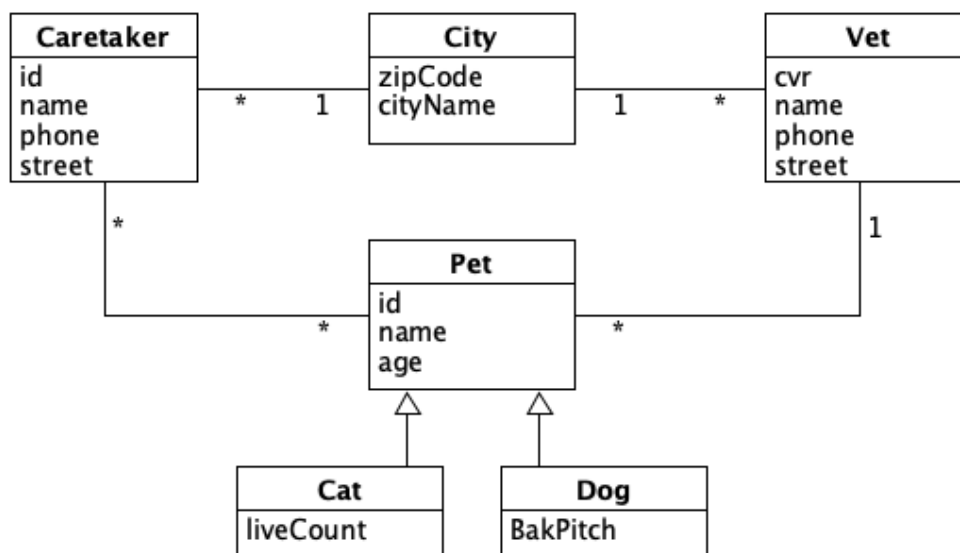 Caretaker
id
name
phone
street
City
zipCode
cityName
Vet
cvr
name
phone
street
* 1
1 *
*
1
Pet
id
name
age
*
*
Cat
liveCount
Dog
BakPitch